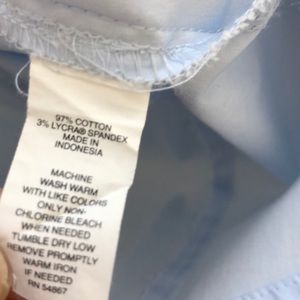 97% COTTON
3% LYCRA® SPANDEX
MADE IN
INDONESIA
MACHINE
WASH WARM
WITH LIKE COLORS
ONLY NON-
CHLORINE BLEACH
WHEN NEEDED
TUMBLE DRY LOW
REMOVE PROMPTLY
WARM IRON
IF NEEDED
RN 54867